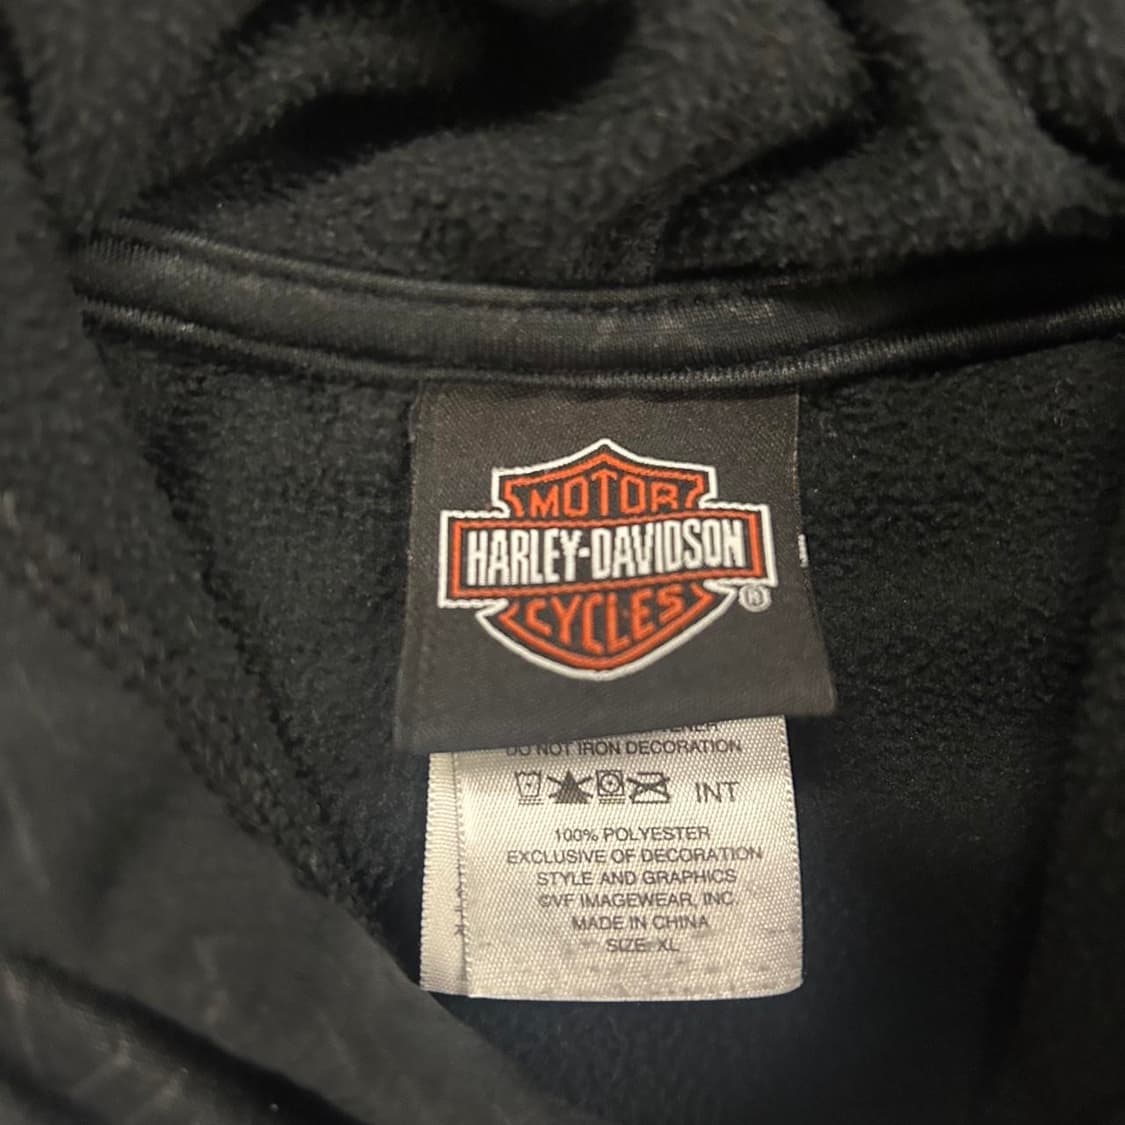 MOTOR
HARLEY-DAVIDSON
CYCLES
®
DO NOT IRON DECORATION
INT
100% POLYESTER
EXCLUSIVE OF DECORATION
STYLE AND GRAPHICS
©VF IMAGEWEAR, INC.
MADE IN CHINA
SIZE: XL